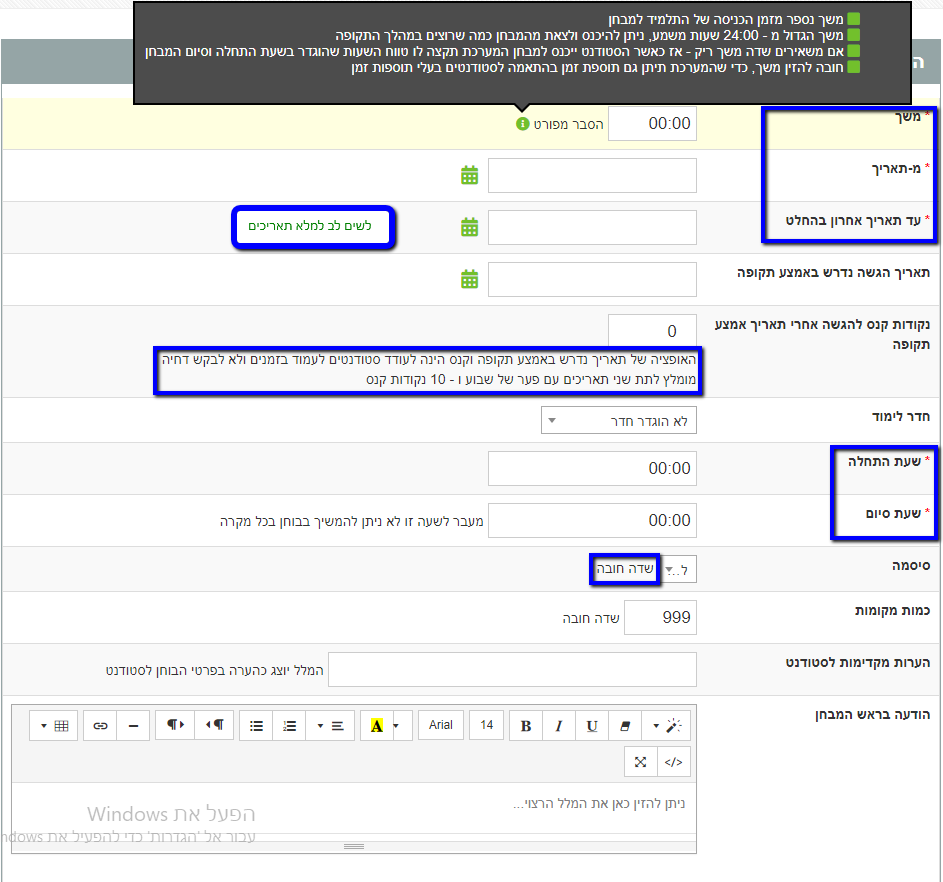 משך נספר מזמן הכניסה של התלמיד למבחן
משך הגדול מ - 24:00 שעות משמע, ניתן להיכנס ולצאת מהמבחן כמה שרוצים במהלך התקופה
אם משאירים שדה משך ריק - אז כאשר הסטודנט ייכנס למבחן המערכת תקצה לו טווח השעות שהוגדר בשעת התחלה וסיום המבחן
חובה להזין משך, כדי שהמערכת תיתן גם תוספת זמן בהתאמה לסטודנטים בעלי תוספות זמן
* משך 00:00 הסבר מפורט
* מ-תאריך
* עד תאריך אחרון בהחלט לשים לב למלא תאריכים
תאריך הגשה נדרש באמצע תקופה
נקודות קנס להגשה אחרי תאריך אמצע תקופה 0
האופציה של תאריך נדרש באמצע תקופה וקנס הינה לעודד סטודנטים לעמוד בזמנים ולא לבקש דחיה
מומלץ לתת שני תאריכים עם פער של שבוע ו - 10 נקודות קנס
חדר לימוד לא הוגדר חדר
* שעת התחלה 00:00
* שעת סיום 00:00 מעבר לשעה זו לא ניתן להמשיך בבוחן בכל מקרה
סיסמה ל... שדה חובה
כמות מקומות 999 שדה חובה
הערות מקדימות לסטודנט המלל יוצג כהערה בפרטי הבוחן לסטודנט
הודעה בראש המבחן
B I U 14 Arial A
</>
ניתן להזין כאן את המלל הרצוי...
הפעל את Windows
עבור אל 'הגדרות' כדי להפעיל את ndows